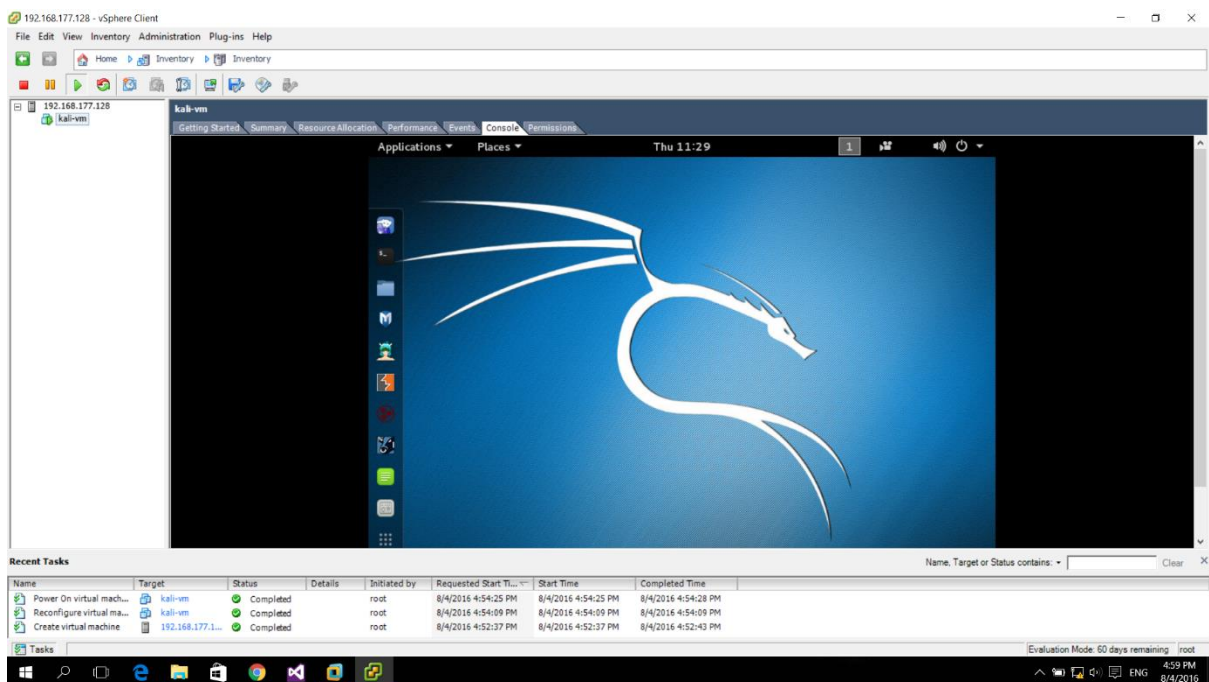 192.168.177.128 - vSphere Client
File Edit View Inventory Administration Plug-ins Help
Home Inventory Inventory
192.168.177.128
kali-vm
kali-vm
Getting Started Summary Resource Allocation Performance Events Console Permissions
Applications Places Thu 11:29 1
Recent Tasks
Name, Target or Status contains: Clear
Name Target Status Details Initiated by Requested Start Ti... Start Time Completed Time
Power On virtual mach... kali-vm Completed root 8/4/2016 4:54:25 PM 8/4/2016 4:54:25 PM 8/4/2016 4:54:28 PM
Reconfigure virtual ma... kali-vm Completed root 8/4/2016 4:54:09 PM 8/4/2016 4:54:09 PM 8/4/2016 4:54:09 PM
Create virtual machine 192.168.177.1... Completed root 8/4/2016 4:52:37 PM 8/4/2016 4:52:37 PM 8/4/2016 4:52:43 PM
Tasks
Evaluation Mode: 60 days remaining root
ENG
4:59 PM
8/4/2016